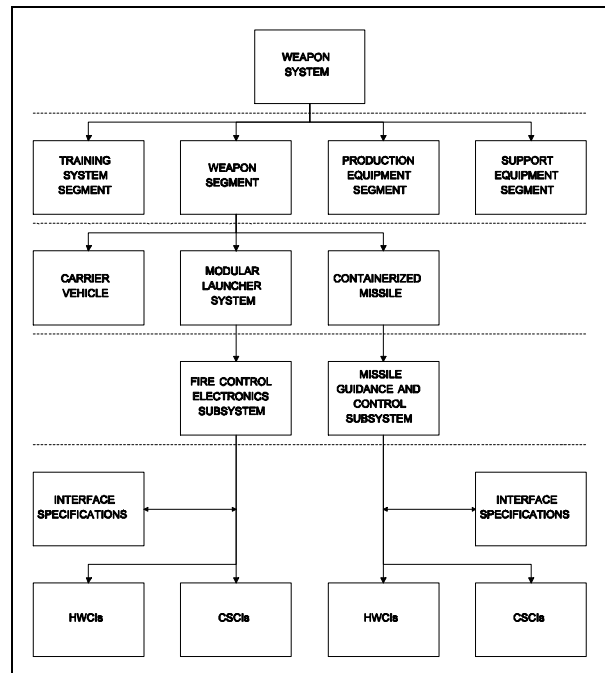 WEAPON
SYSTEM
TRAINING
SYSTEM
SEGMENT
WEAPON
SEGMENT
PRODUCTION
EQUIPMENT
SEGMENT
SUPPORT
EQUIPMENT
SEGMENT
CARRIER
VEHICLE
MODULAR
LAUNCHER
SYSTEM
CONTAINERIZED
MISSILE
FIRE CONTROL
ELECTRONICS
SUBSYSTEM
MISSILE
GUIDANCE AND
CONTROL
SUBSYSTEM
INTERFACE
SPECIFICATIONS
INTERFACE
SPECIFICATIONS
HWCIs
CSCIs
HWCIs
CSCIs